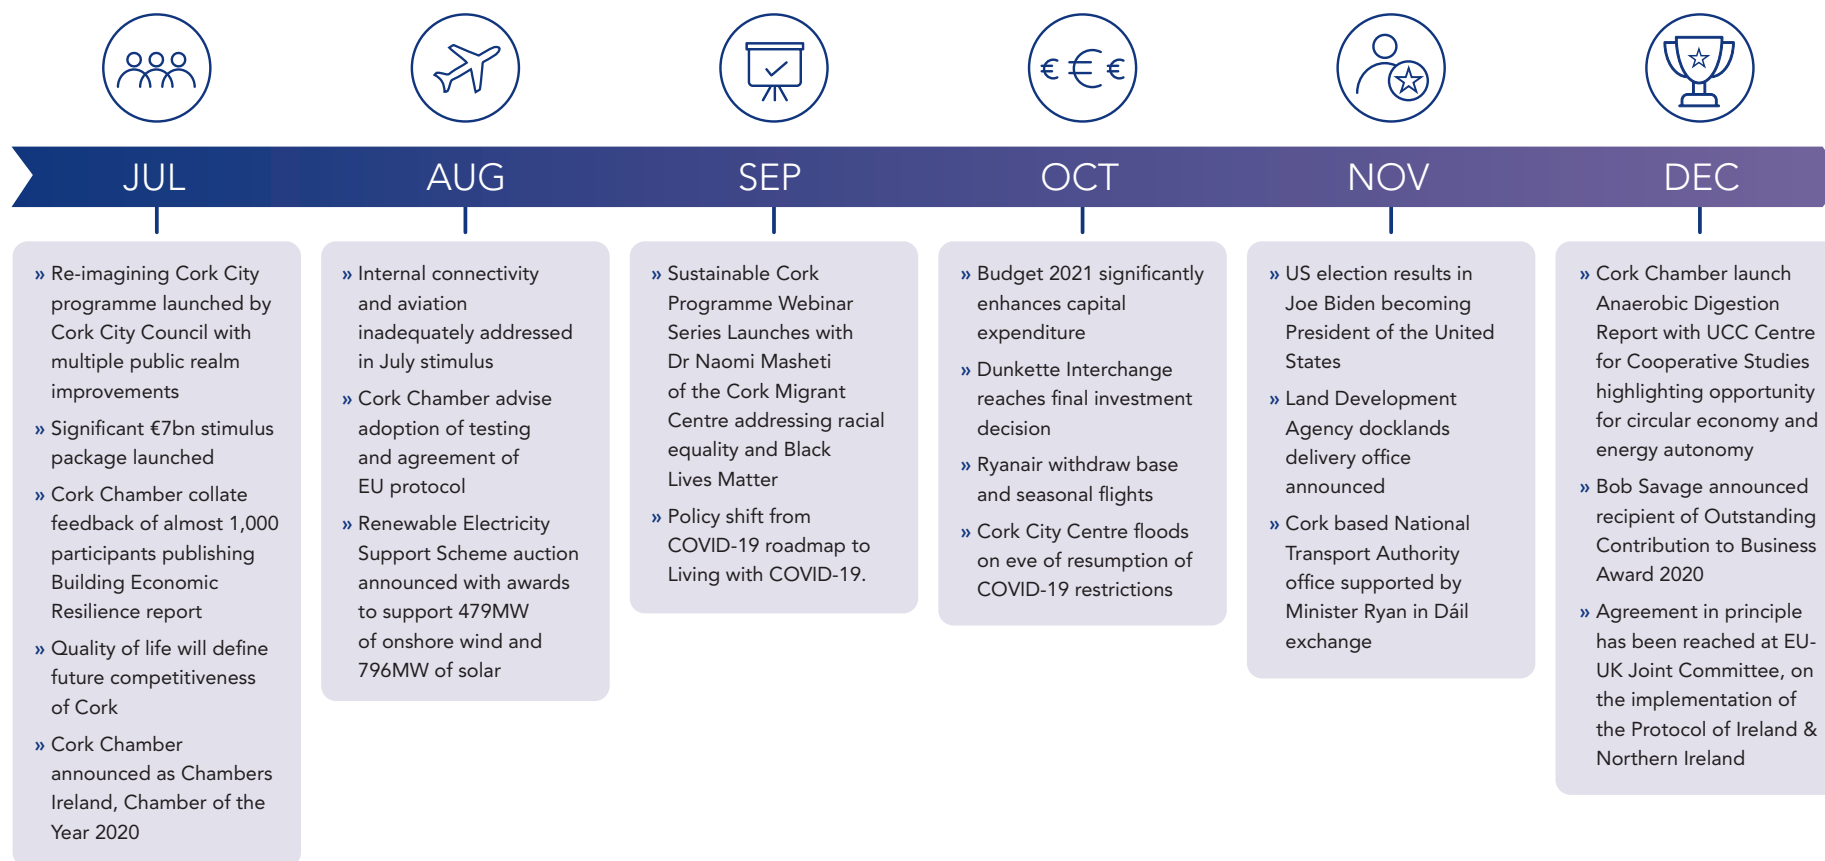 € € €
JUL
AUG
SEP
OCT
NOV
DEC
» Re-imagining Cork City
programme launched by
Cork City Council with
multiple public realm
improvements
» Significant €7bn stimulus
package launched
» Cork Chamber collate
feedback of almost 1,000
participants publishing
Building Economic
Resilience report
» Quality of life will define
future competitiveness
of Cork
» Cork Chamber
announced as Chambers
Ireland, Chamber of the
Year 2020
» Internal connectivity
and aviation
inadequately addressed
in July stimulus
» Cork Chamber advise
adoption of testing
and agreement of
EU protocol
» Renewable Electricity
Support Scheme auction
announced with awards
to support 479MW
of onshore wind and
796MW of solar
» Sustainable Cork
Programme Webinar
Series Launches with
Dr Naomi Masheti
of the Cork Migrant
Centre addressing racial
equality and Black
Lives Matter
» Policy shift from
COVID-19 roadmap to
Living with COVID-19.
» Budget 2021 significantly
enhances capital
expenditure
» Dunkette Interchange
reaches final investment
decision
» Ryanair withdraw base
and seasonal flights
» Cork City Centre floods
on eve of resumption of
COVID-19 restrictions
» US election results in
Joe Biden becoming
President of the United
States
» Land Development
Agency docklands
delivery office
announced
» Cork based National
Transport Authority
office supported by
Minister Ryan in Dáil
exchange
» Cork Chamber launch
Anaerobic Digestion
Report with UCC Centre
for Cooperative Studies
highlighting opportunity
for circular economy and
energy autonomy
» Bob Savage announced
recipient of Outstanding
Contribution to Business
Award 2020
» Agreement in principle
has been reached at EU-
UK Joint Committee, on
the implementation of
the Protocol of Ireland &
Northern Ireland